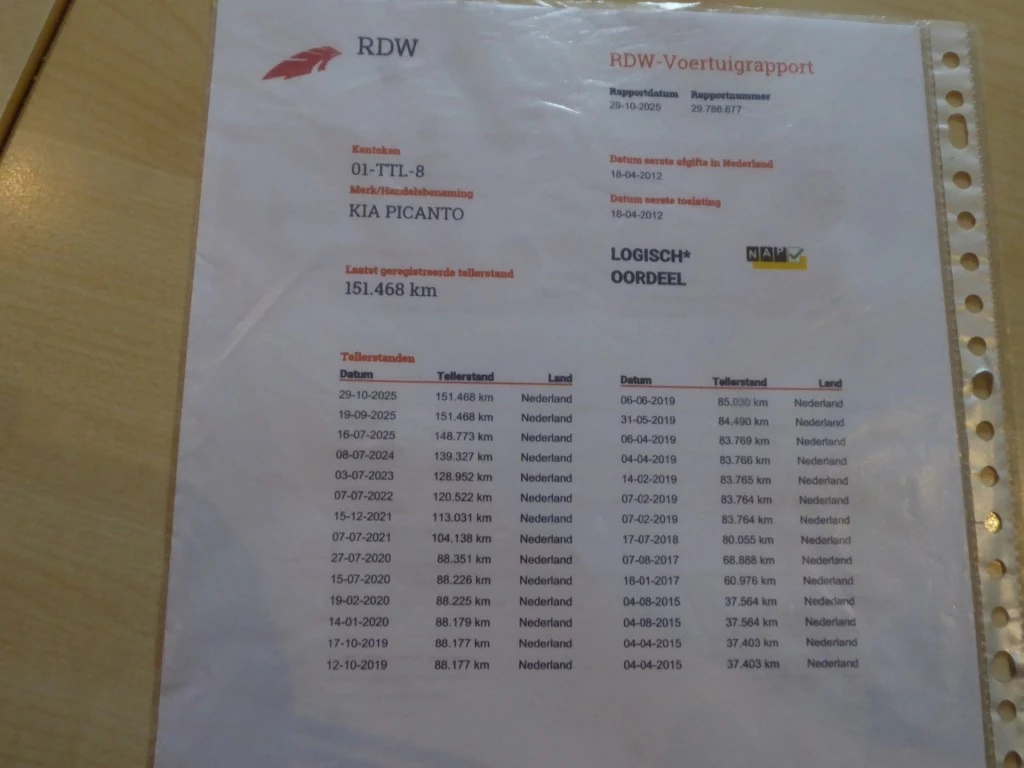 RDW
RDW-Voertuigrapport
Rapportdatum Rapportnummer
29-10-2025 29.786.677
Kenteken
01-TTL-8
Merk/Handelsbenaming
KIA PICANTO
Datum eerste afgifte in Nederland
18-04-2012
Datum eerste toelating
18-04-2012
LOGISCH*
OORDEEL
NAP
Laatst geregistreerde tellerstand
151.468 km
Tellerstanden
Datum Tellerstand Land
29-10-2025 151.468 km Nederland
19-09-2025 151.468 km Nederland
16-07-2025 148.773 km Nederland
08-07-2024 139.327 km Nederland
03-07-2023 128.952 km Nederland
07-07-2022 120.522 km Nederland
15-12-2021 113.031 km Nederland
07-07-2021 104.138 km Nederland
27-07-2020 88.351 km Nederland
15-07-2020 88.226 km Nederland
19-02-2020 88.225 km Nederland
14-01-2020 88.179 km Nederland
17-10-2019 88.177 km Nederland
12-10-2019 88.177 km Nederland
Datum Tellerstand Land
06-06-2019 85.030 km Nederland
31-05-2019 84.490 km Nederland
06-04-2019 83.769 km Nederland
04-04-2019 83.766 km Nederland
14-02-2019 83.765 km Nederland
07-02-2019 83.764 km Nederland
07-02-2019 83.764 km Nederland
17-07-2018 80.055 km Nederland
07-08-2017 68.888 km Nederland
18-01-2017 60.976 km Nederland
04-08-2015 37.564 km Nederland
04-08-2015 37.564 km Nederland
04-04-2015 37.403 km Nederland
04-04-2015 37.403 km Nederland